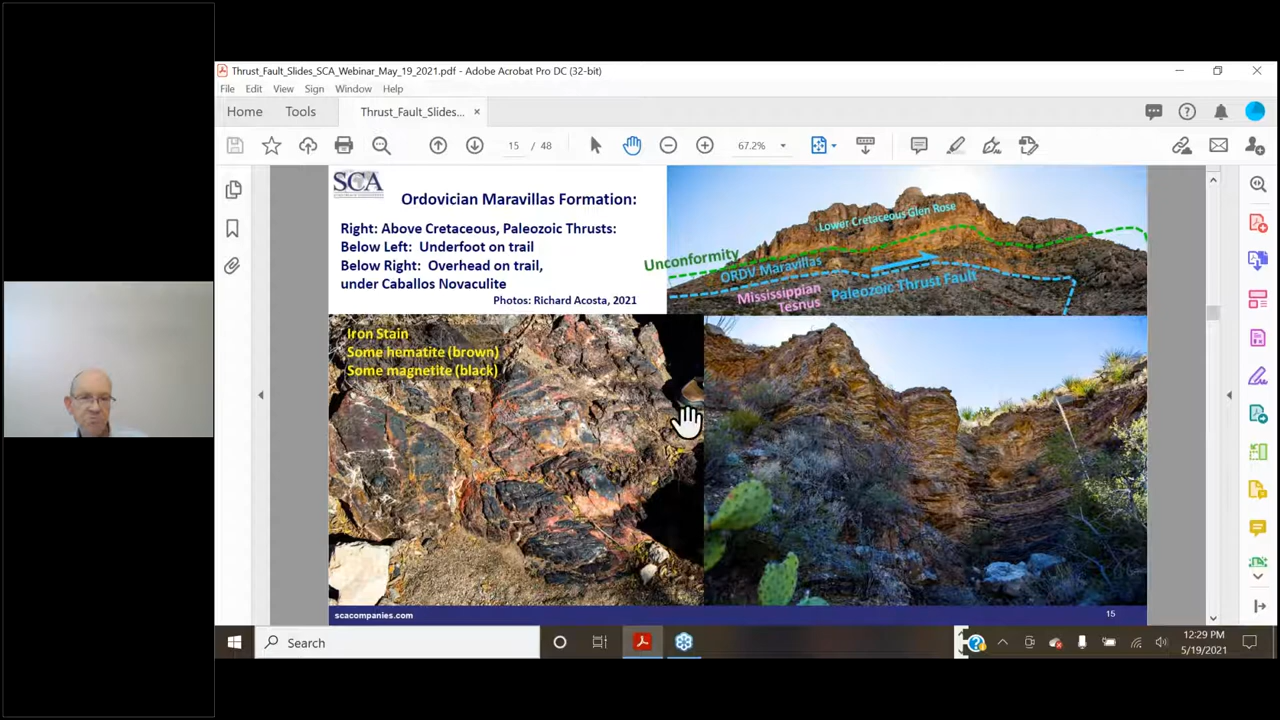 Thrust_Fault_Slides_SCA_Webinar_May_19_2021.pdf - Adobe Acrobat Pro DC (32-bit)
File Edit View Sign Window Help
Home Tools Thrust_Fault_Slides... ×
15 / 48 67.2%
SCA
Ordovician Maravillas Formation:
Right: Above Cretaceous, Paleozoic Thrusts:
Below Left: Underfoot on trail
Below Right: Overhead on trail,
under Caballos Novaculite
Photos: Richard Acosta, 2021
Lower Cretaceous Glen Rose
Unconformity
ORDV Maravillas
Mississippian
Tesnus
Paleozoic Thrust Fault
Iron Stain
Some hematite (brown)
Some magnetite (black)
scacompanies.com
15
Search
12:29 PM
5/19/2021